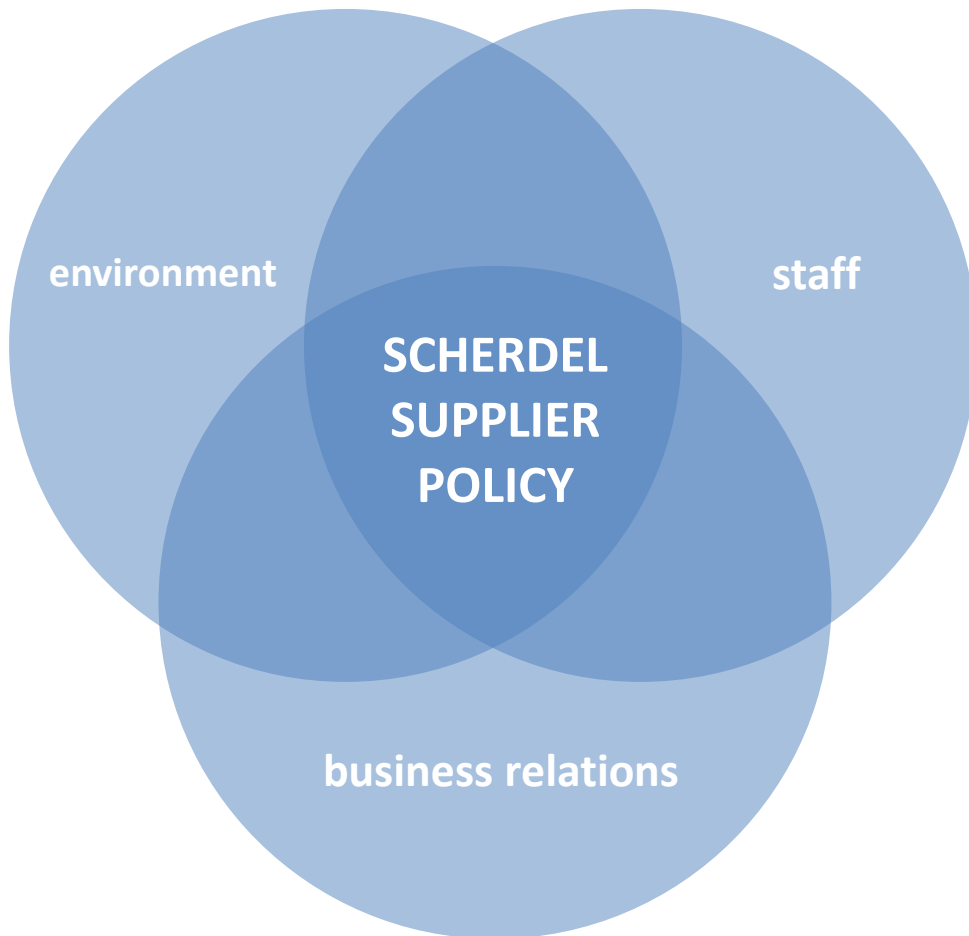 environment
staff
SCHERDEL
SUPPLIER
POLICY
business relations